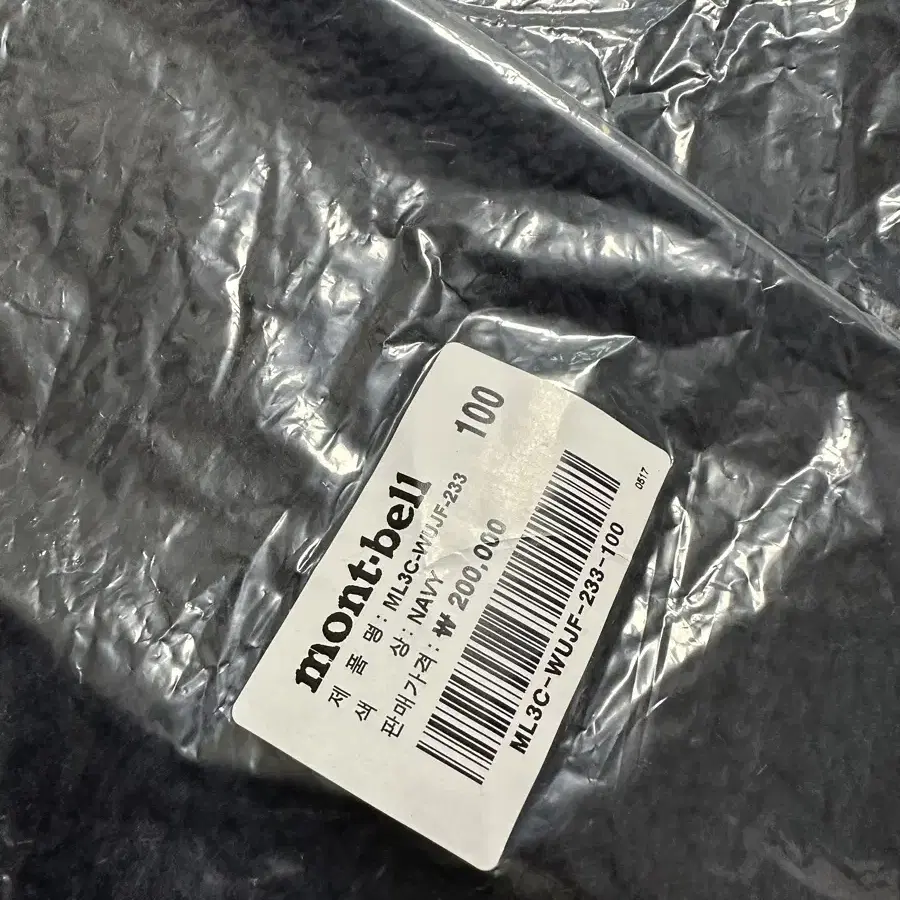 100
mont·bell
제 품 명 : ML3C-WUJF-233
색 상 : NAVY
판매가격 : ₩ 200,000
ML3C-WUJF-233-100
0517